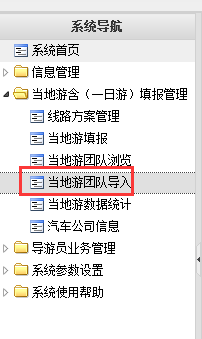 系统导航
系统首页
信息管理
当地游含（一日游）填报管理
线路方案管理
当地游填报
当地游团队浏览
当地游团队导入
当地游数据统计
汽车公司信息
导游员业务管理
系统参数设置
系统使用帮助